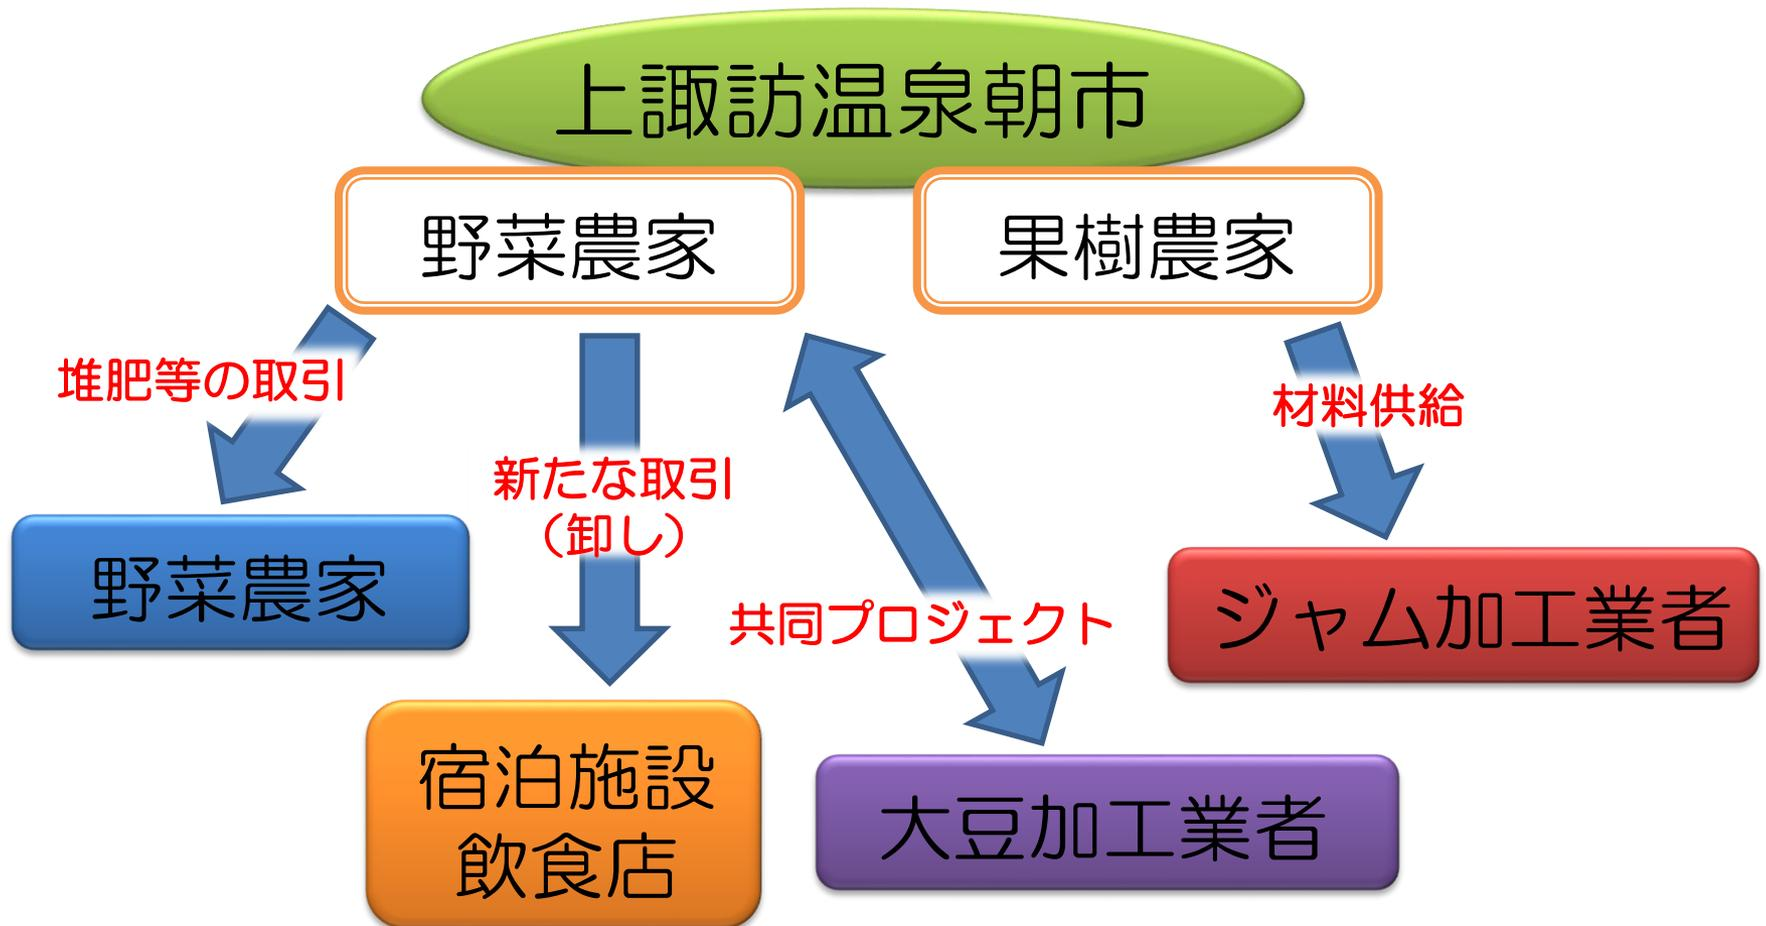 上諏訪温泉朝市
野菜農家
果樹農家
堆肥等の取引
材料供給
新たな取引
（卸し）
野菜農家
共同プロジェクト
ジャム加工業者
宿泊施設
飲食店
大豆加工業者